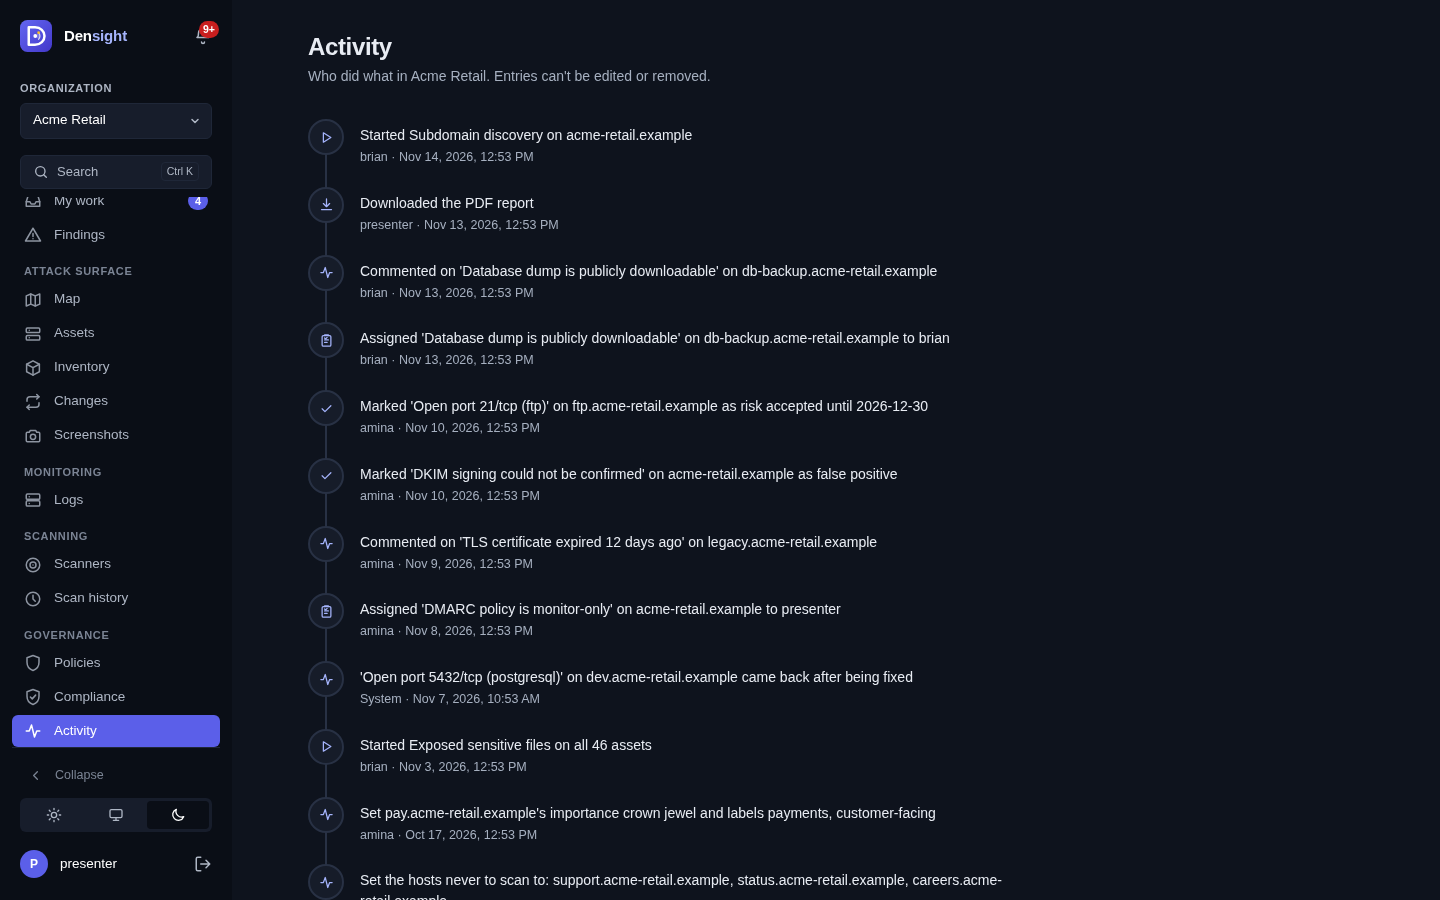 Densight
9+
ORGANIZATION
Acme Retail
Search
Ctrl K
My work
4
Findings
ATTACK SURFACE
Map
Assets
Inventory
Changes
Screenshots
MONITORING
Logs
SCANNING
Scanners
Scan history
GOVERNANCE
Policies
Compliance
Activity
Collapse
P
presenter
Activity
Who did what in Acme Retail. Entries can't be edited or removed.
Started Subdomain discovery on acme-retail.example
brian · Nov 14, 2026, 12:53 PM
Downloaded the PDF report
presenter · Nov 13, 2026, 12:53 PM
Commented on 'Database dump is publicly downloadable' on db-backup.acme-retail.example
brian · Nov 13, 2026, 12:53 PM
Assigned 'Database dump is publicly downloadable' on db-backup.acme-retail.example to brian
brian · Nov 13, 2026, 12:53 PM
Marked 'Open port 21/tcp (ftp)' on ftp.acme-retail.example as risk accepted until 2026-12-30
amina · Nov 10, 2026, 12:53 PM
Marked 'DKIM signing could not be confirmed' on acme-retail.example as false positive
amina · Nov 10, 2026, 12:53 PM
Commented on 'TLS certificate expired 12 days ago' on legacy.acme-retail.example
amina · Nov 9, 2026, 12:53 PM
Assigned 'DMARC policy is monitor-only' on acme-retail.example to presenter
amina · Nov 8, 2026, 12:53 PM
'Open port 5432/tcp (postgresql)' on dev.acme-retail.example came back after being fixed
System · Nov 7, 2026, 10:53 AM
Started Exposed sensitive files on all 46 assets
brian · Nov 3, 2026, 12:53 PM
Set pay.acme-retail.example's importance crown jewel and labels payments, customer-facing
amina · Oct 17, 2026, 12:53 PM
Set the hosts never to scan to: support.acme-retail.example, status.acme-retail.example, careers.acme-
retail.example